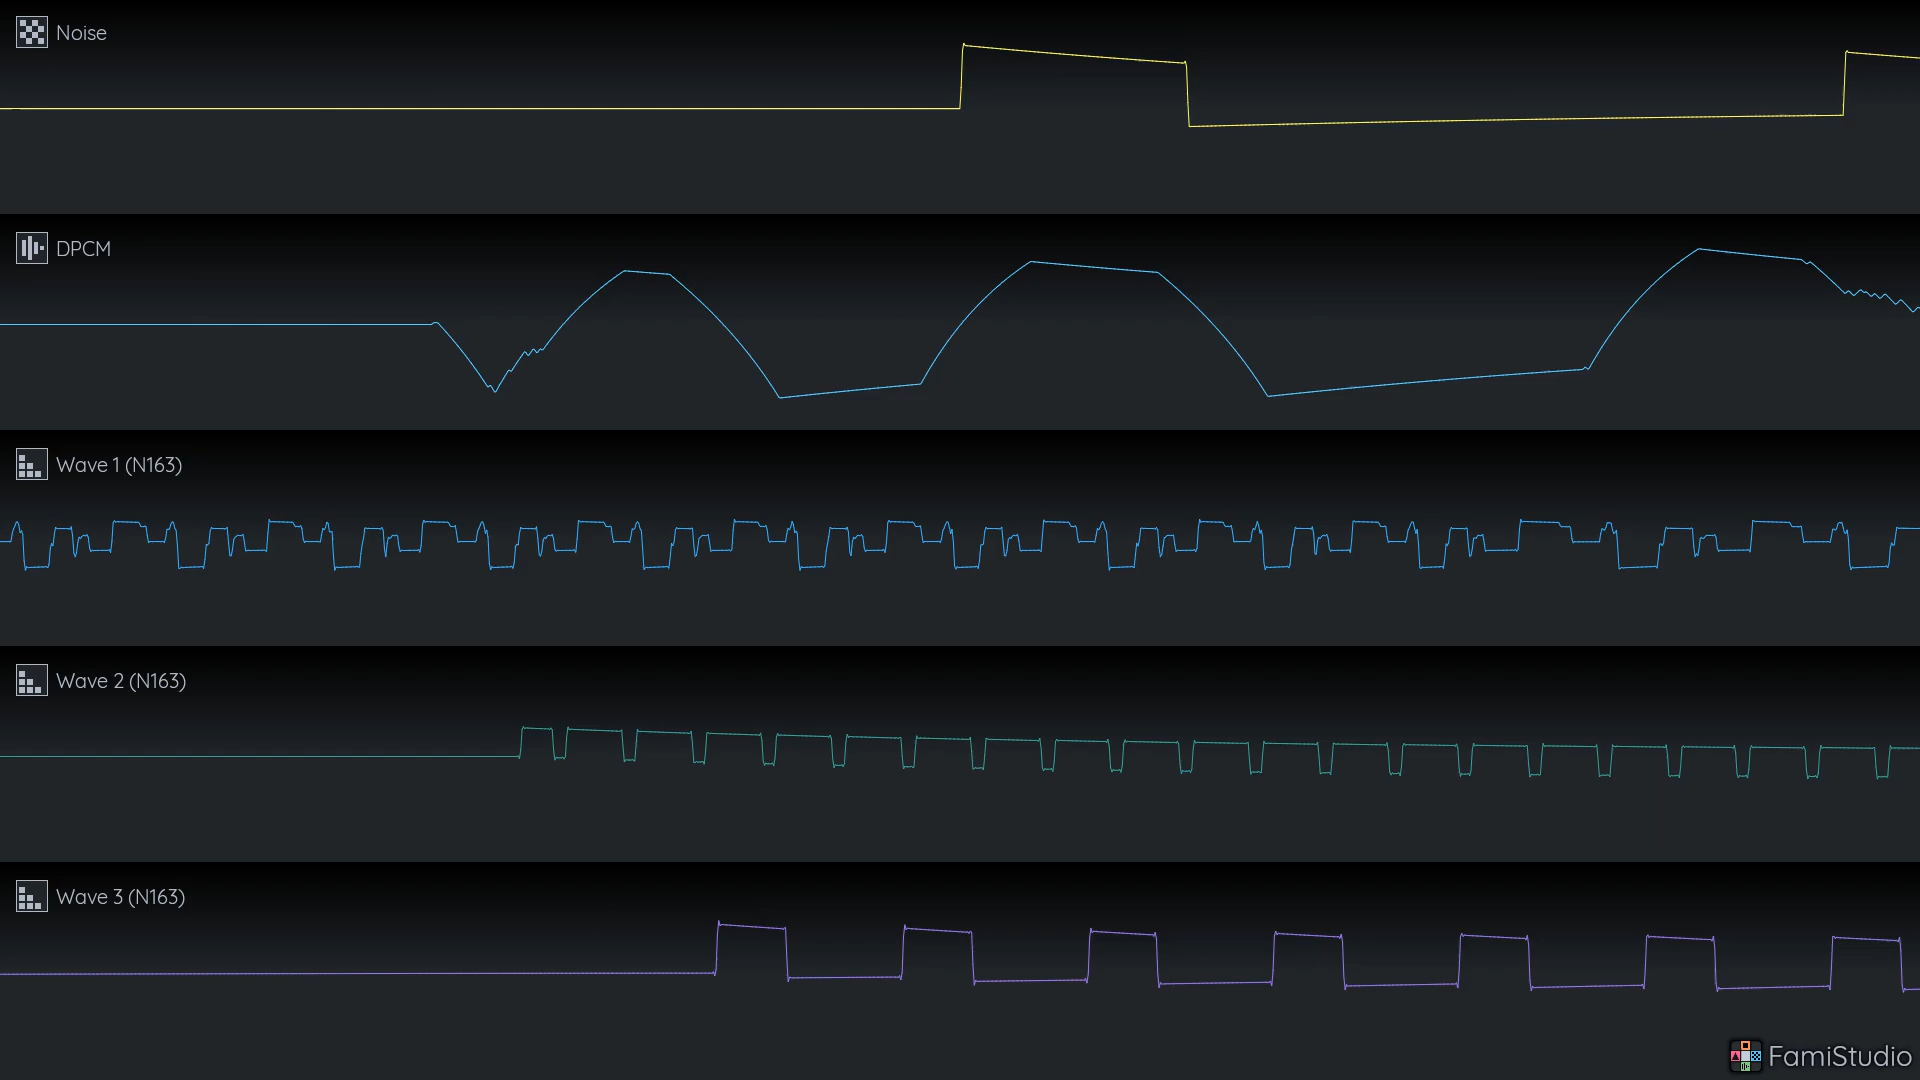 Noise
DPCM
Wave 1 (N163)
Wave 2 (N163)
Wave 3 (N163)
FamiStudio